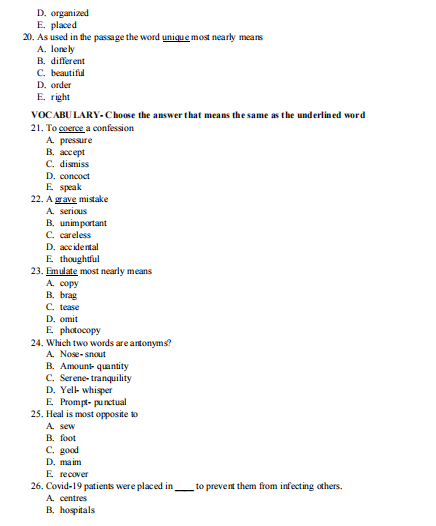 D. organized
E. placed
20. As used in the passage the word unique most nearly means
A. lonely
B. different
C. beautiful
D. order
E. right
VOCABULARY- Choose the answer that means the same as the underlined word
21. To coerce a confession
A. pressure
B. accept
C. dismiss
D. concoct
E. speak
22. A grave mistake
A. serious
B. unimportant
C. careless
D. accidental
E. thoughtful
23. Emulate most nearly means
A. copy
B. brag
C. tease
D. omit
E. photocopy
24. Which two words are antonyms?
A. Nose- snout
B. Amount- quantity
C. Serene- tranquility
D. Yell- whisper
E. Prompt- punctual
25. Heal is most opposite to
A. sew
B. foot
C. good
D. maim
E. recover
26. Covid-19 patients were placed in ____ to prevent them from infecting others.
A. centres
B. hospitals